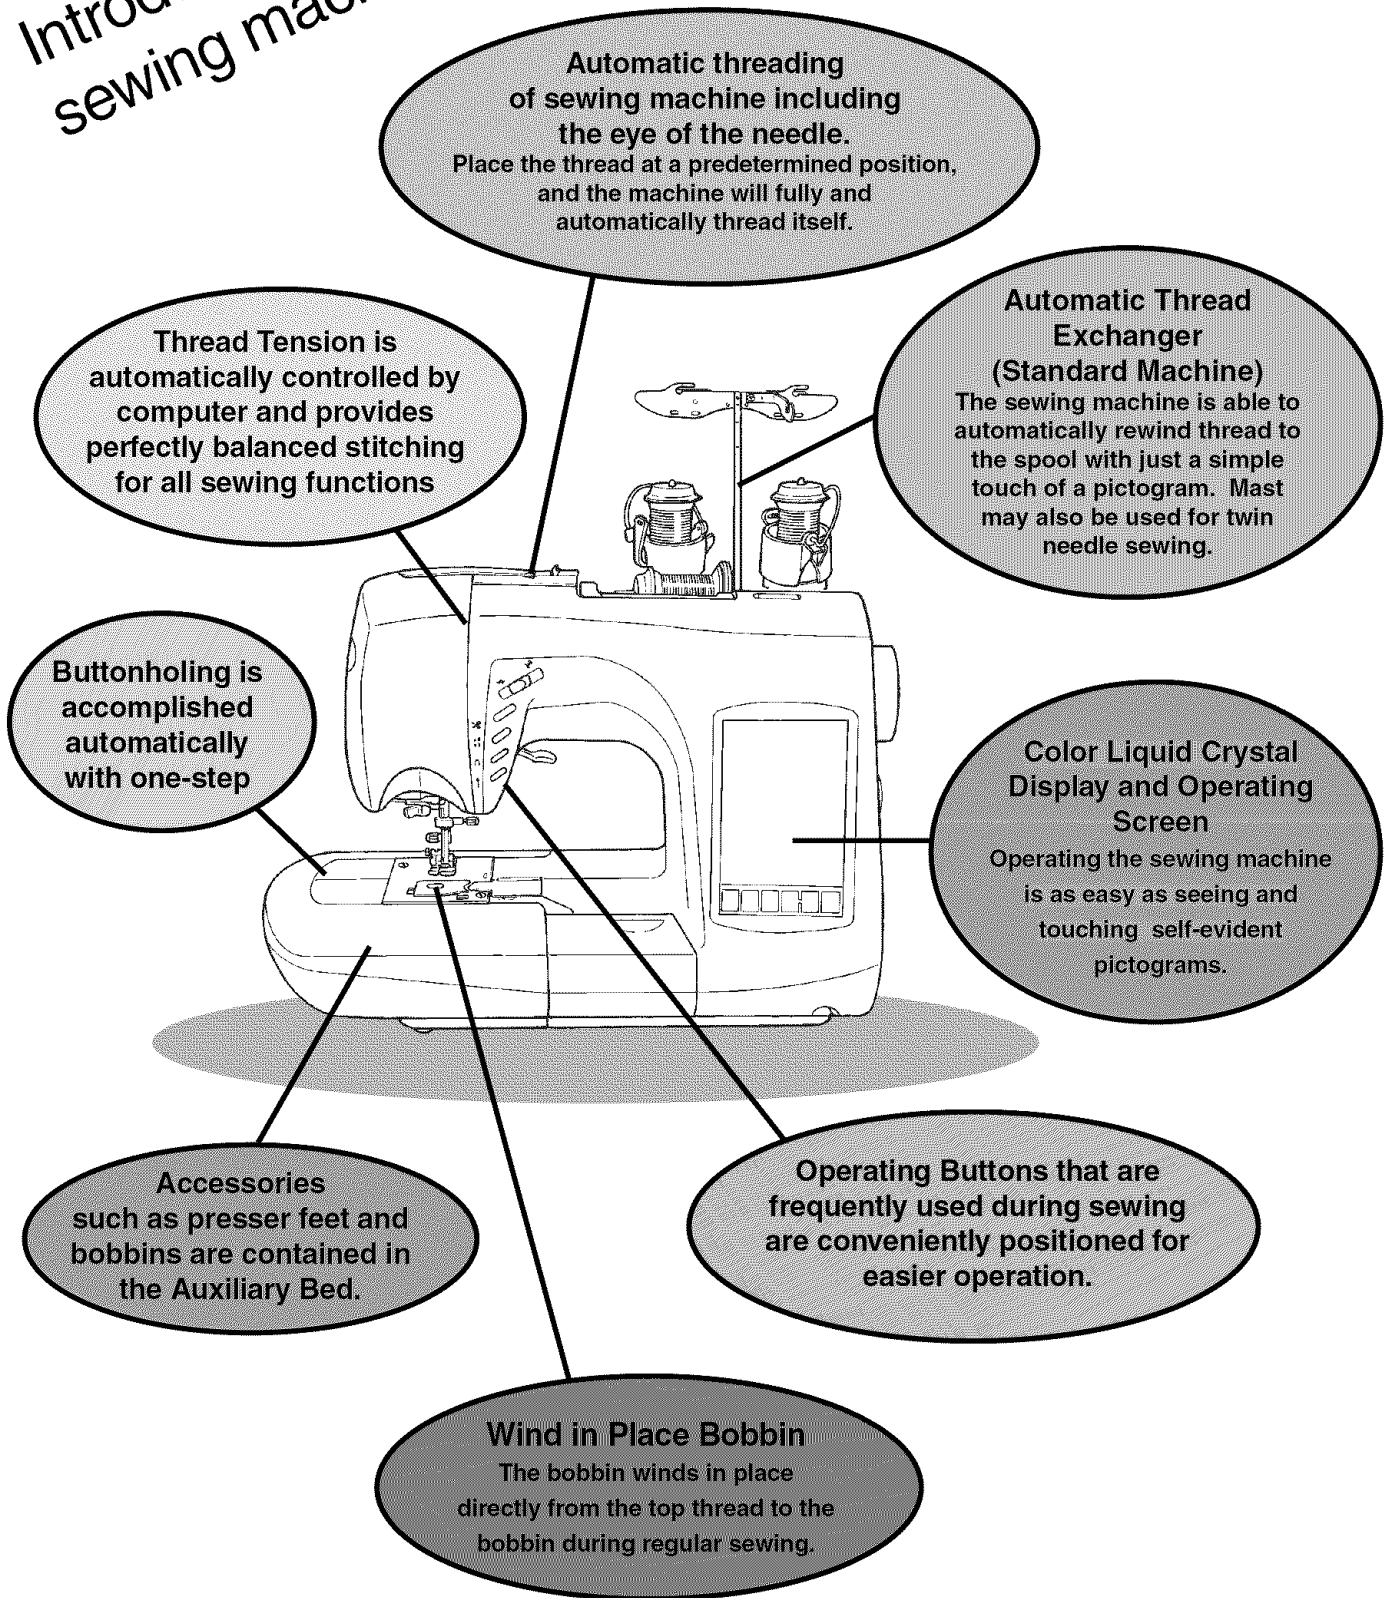 sewing
Automatic threading
of sewing machine including
the eye of the needle.
Place the thread at a predetermined position,
and the machine will fully and
automatically thread itself.
Thread Tension is
automatically controlled by
computer and provides
perfectly balanced stitching
for all sewing functions
Automatic Thread
Exchanger
(Standard Machine)
The sewing machine is able to
automatically rewind thread to
the spool with just a simple
touch of a pictogram. Mast
may also be used for twin
needle sewing.
Buttonholing is
accomplished
automatically
with one-step
Color Liquid Crystal
Display and Operating
Screen
Operating the sewing machine
is as easy as seeing and
touching self-evident
pictograms.
Accessories
such as presser feet and
bobbins are contained in
the Auxiliary Bed.
Operating Buttons that are
frequently used during sewing
are conveniently positioned for
easier operation.
Wind in Place Bobbin
The bobbin winds in place
directly from the top thread to the
bobbin during regular sewing.